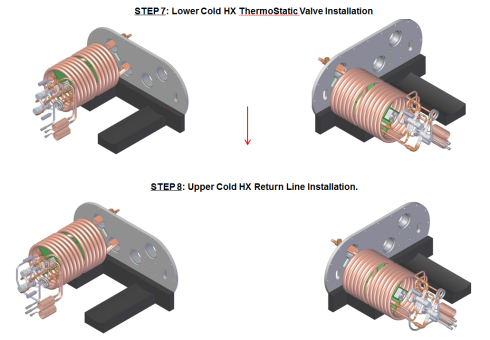 STEP 7: Lower Cold HX ThermoStatic Valve Installation
STEP 8: Upper Cold HX Return Line Installation.